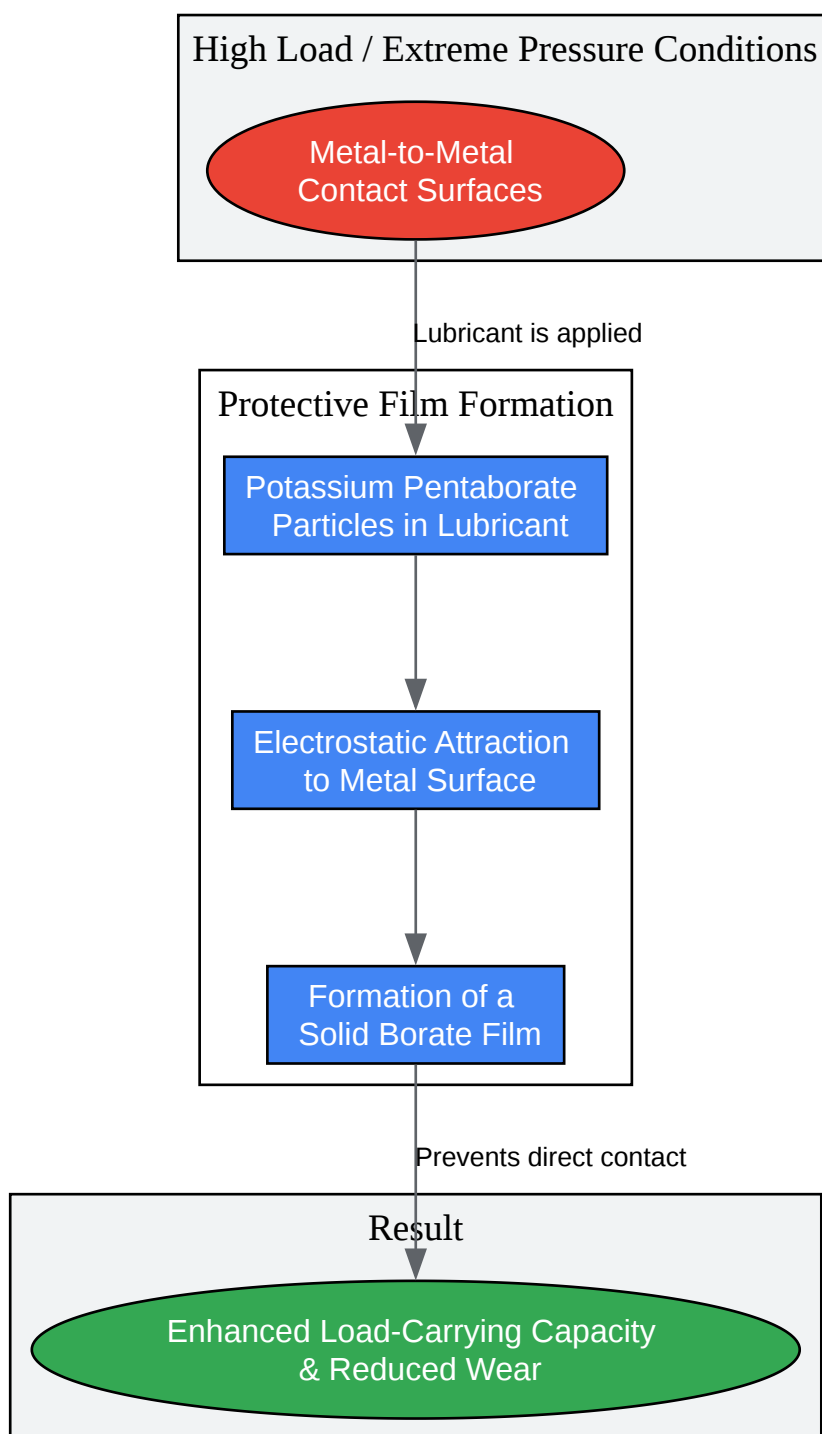 High Load / Extreme Pressure Conditions
Metal-to-Metal
Contact Surfaces
Lubricant is applied
Protective Film Formation
Potassium Pentaborate
Particles in Lubricant
Electrostatic Attraction
to Metal Surface
Formation of a
Solid Borate Film
Prevents direct contact
Result
Enhanced Load-Carrying Capacity
& Reduced Wear